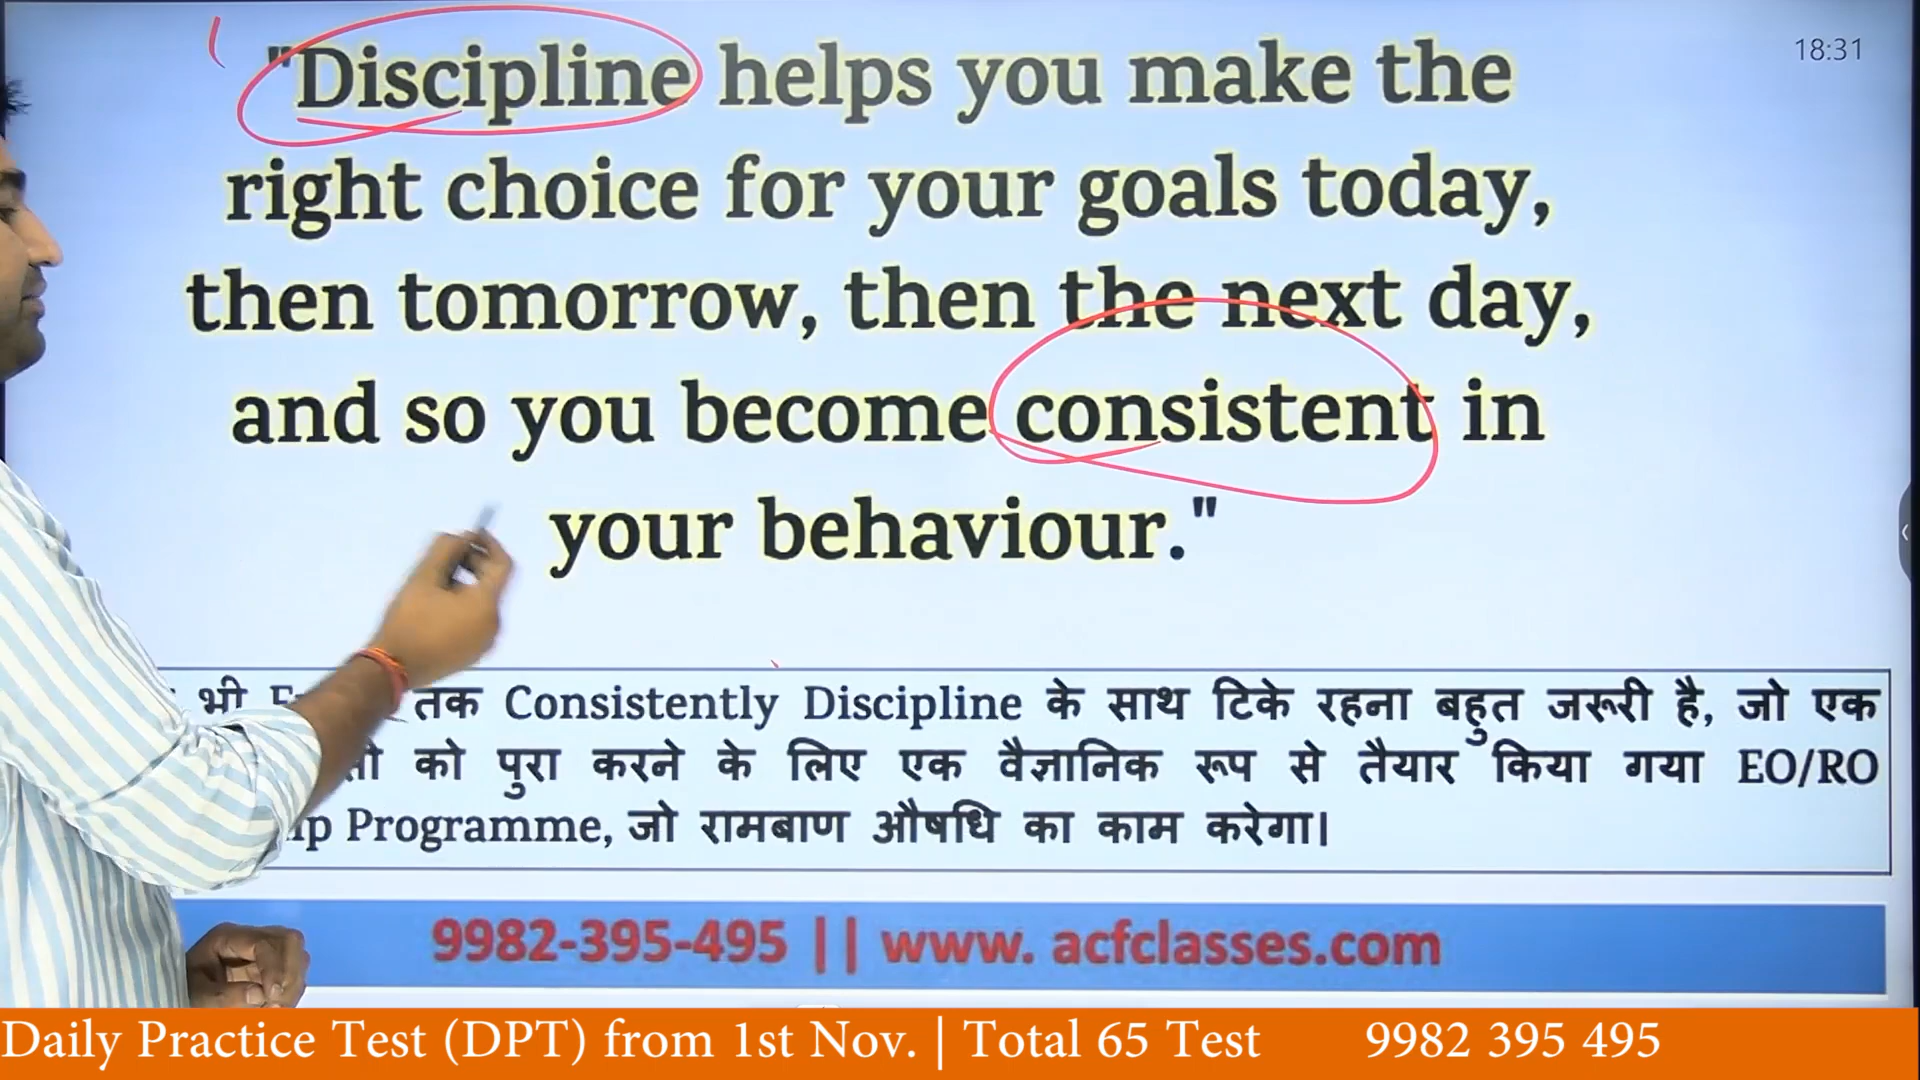 18:31
"Discipline helps you make the
right choice for your goals today,
then tomorrow, then the next day,
and so you become consistent in
your behaviour."
भी तक Consistently Discipline के साथ टिके रहना बहुत जरूरी है, जो एक
को पुरा करने के लिए एक वैज्ञानिक रूप से तैयार किया गया EO/RO
Programme, जो रामबाण औषधि का काम करेगा।
9982-395-495 || www. acfclasses.com
Daily Practice Test (DPT) from 1st Nov. | Total 65 Test 9982 395 495